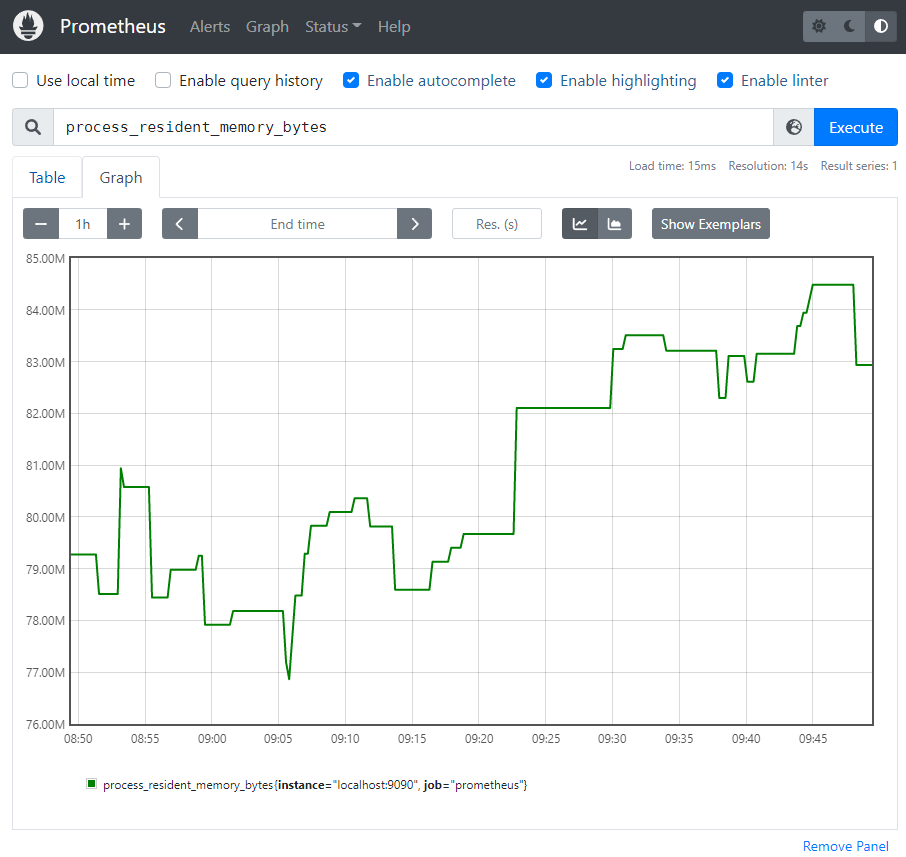 Prometheus Alerts Graph Status Help
Use local time Enable query history Enable autocomplete Enable highlighting Enable linter
process_resident_memory_bytes Execute
Load time: 15ms Resolution: 14s Result series: 1
Table Graph
1h End time Res. (s) Show Exemplars
85.00M
84.00M
83.00M
82.00M
81.00M
80.00M
79.00M
78.00M
77.00M
76.00M
08:50 08:55 09:00 09:05 09:10 09:15 09:20 09:25 09:30 09:35 09:40 09:45
process_resident_memory_bytes{instance="localhost:9090", job="prometheus"}
Remove Panel